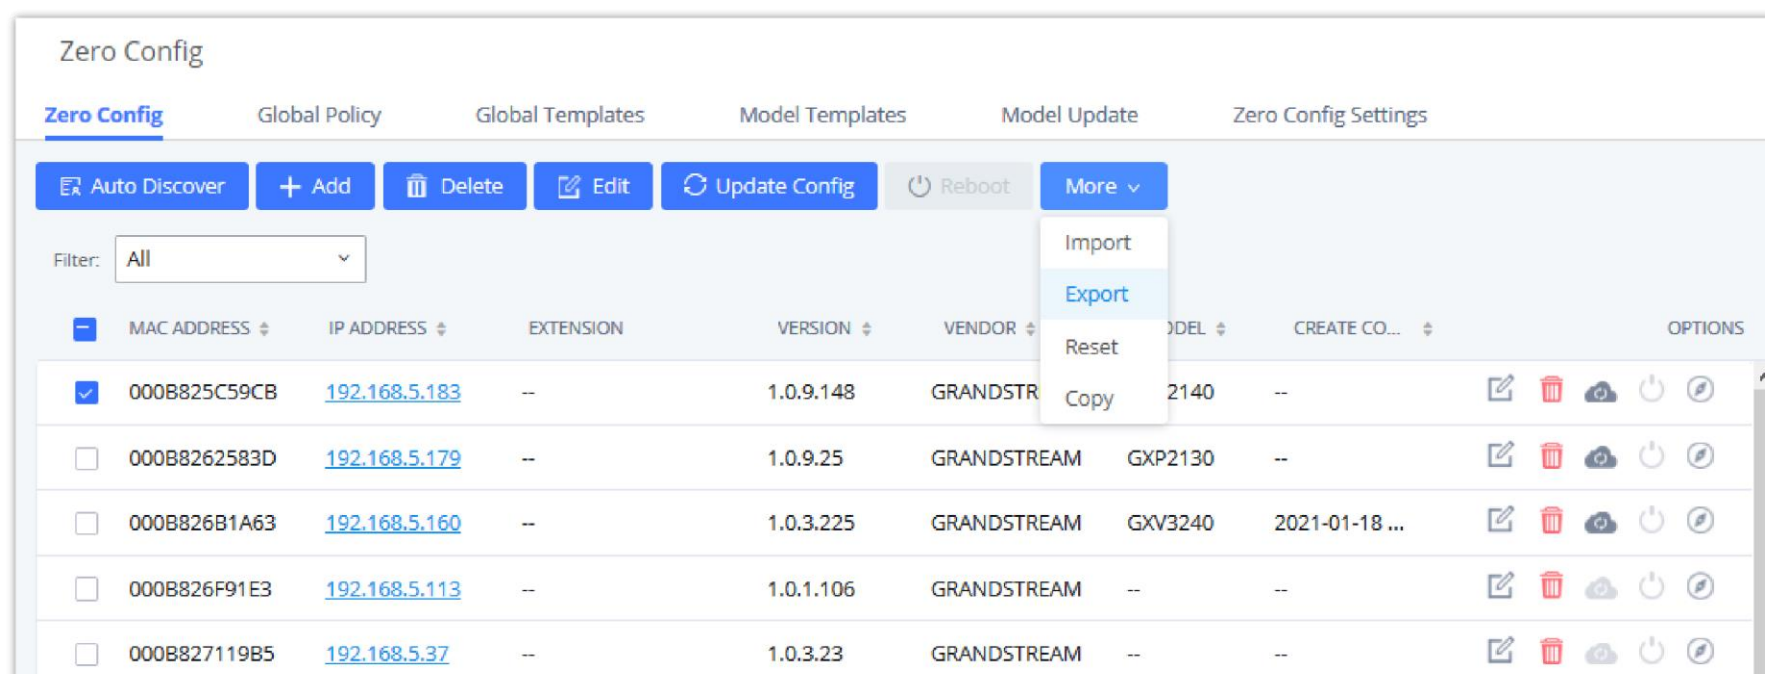 Zero Config
Zero Config Global Policy Global Templates Model Templates Model Update Zero Config Settings
Auto Discover Add Delete Edit Update Config Reboot More
Import
Filter: All
Export
MAC ADDRESS IP ADDRESS EXTENSION VERSION VENDOR ODEL CREATE CO... OPTIONS
Reset
000B825C59CB 192.168.5.183 -- 1.0.9.148 GRANDSTR 2140 --
Copy
000B8262583D 192.168.5.179 -- 1.0.9.25 GRANDSTREAM GXP2130 --
000B826B1A63 192.168.5.160 -- 1.0.3.225 GRANDSTREAM GXV3240 2021-01-18 ...
000B826F91E3 192.168.5.113 -- 1.0.1.106 GRANDSTREAM -- --
000B827119B5 192.168.5.37 -- 1.0.3.23 GRANDSTREAM -- --